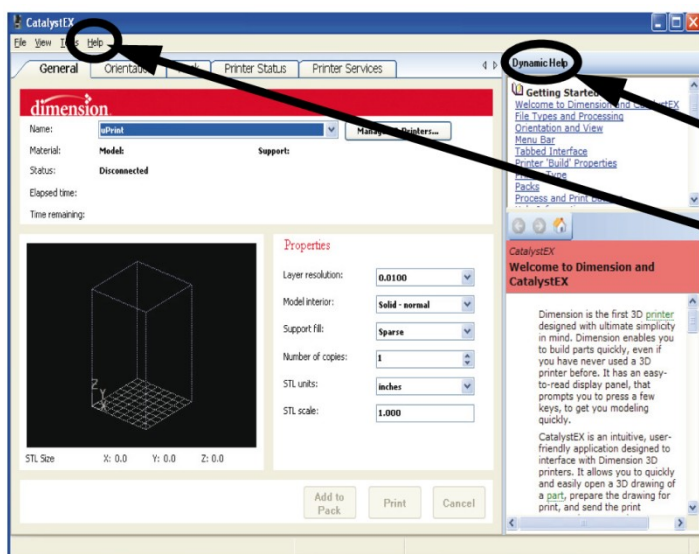 CatalystEX
File View Tools Help
General Orientation Pack Printer Status Printer Services
dimension
Name: uPrint Manage 3D Printers...
Material: Model: Support:
Status: Disconnected
Elapsed time:
Time remaining:
STL Size X: 0.0 Y: 0.0 Z: 0.0
Z
Y
X
Properties
Layer resolution: 0.0100
Model interior: Solid - normal
Support fill: Sparse
Number of copies: 1
STL units: inches
STL scale: 1.000
Add to
Pack
Print Cancel
Dynamic Help
Getting Started
Welcome to Dimension and CatalystEX
File Types and Processing
Orientation and View
Menu Bar
Tabbed Interface
Printer 'Build' Properties
Type
Packs
Process and Print
CatalystEX
Welcome to Dimension and
CatalystEX
Dimension is the first 3D printer
designed with ultimate simplicity
in mind. Dimension enables you
to build parts quickly, even if
you have never used a 3D
printer before. It has an easy-
to-read display panel, that
prompts you to press a few
keys, to get you modeling
quickly.
CatalystEX is an intuitive, user-
friendly application designed to
interface with Dimension 3D
printers. It allows you to quickly
and easily open a 3D drawing of
a part, prepare the drawing for
print, and send the print